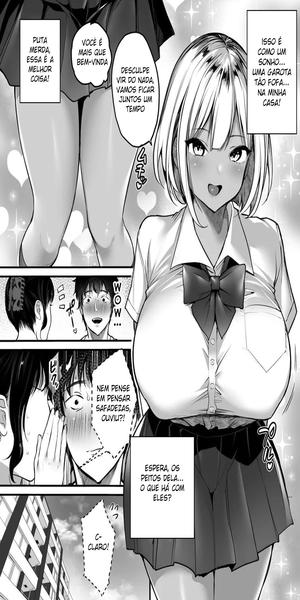 ISSO É
COMO UM
SONHO...
UMA GAROTA
TÃO FOFA...
NA MINHA
CASA!
VOCÊ É
MAIS QUE
BEM-VINDA
PUTA
MERDA,
ESSA É A
MELHOR
COISA!
DESCULPE
VIR DO NADA,
VAMOS FICAR
JUNTOS UM
TEMPO
WOW...
NEM PENSE
EM PENSAR
SAFADEZAS,
OUVIU?!
ESPERA, OS
PEITOS DELA...
O QUE HÁ COM
ELES?
C-
CLARO!